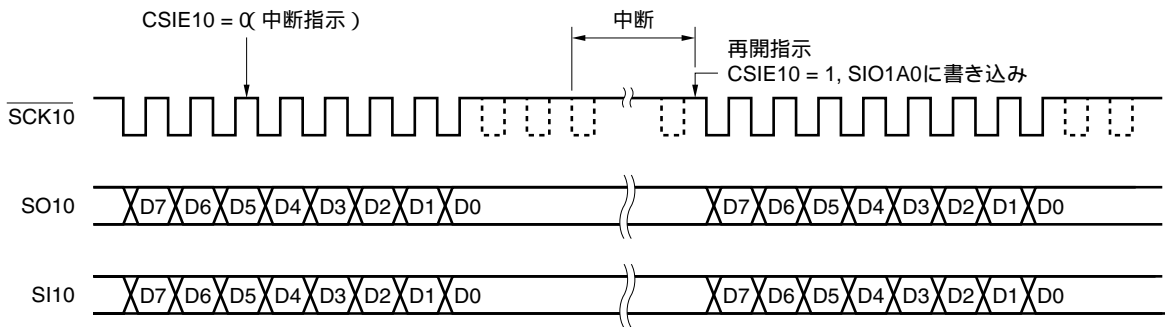 CSIE10 = 0(中断指示)
中断
再開指示
CSIE10 = 1, SIO1A0に書き込み
SCK10
SO10 D7 D6 D5 D4 D3 D2 D1 D0 D7 D6 D5 D4 D3 D2 D1 D0
SI10 D7 D6 D5 D4 D3 D2 D1 D0 D7 D6 D5 D4 D3 D2 D1 D0